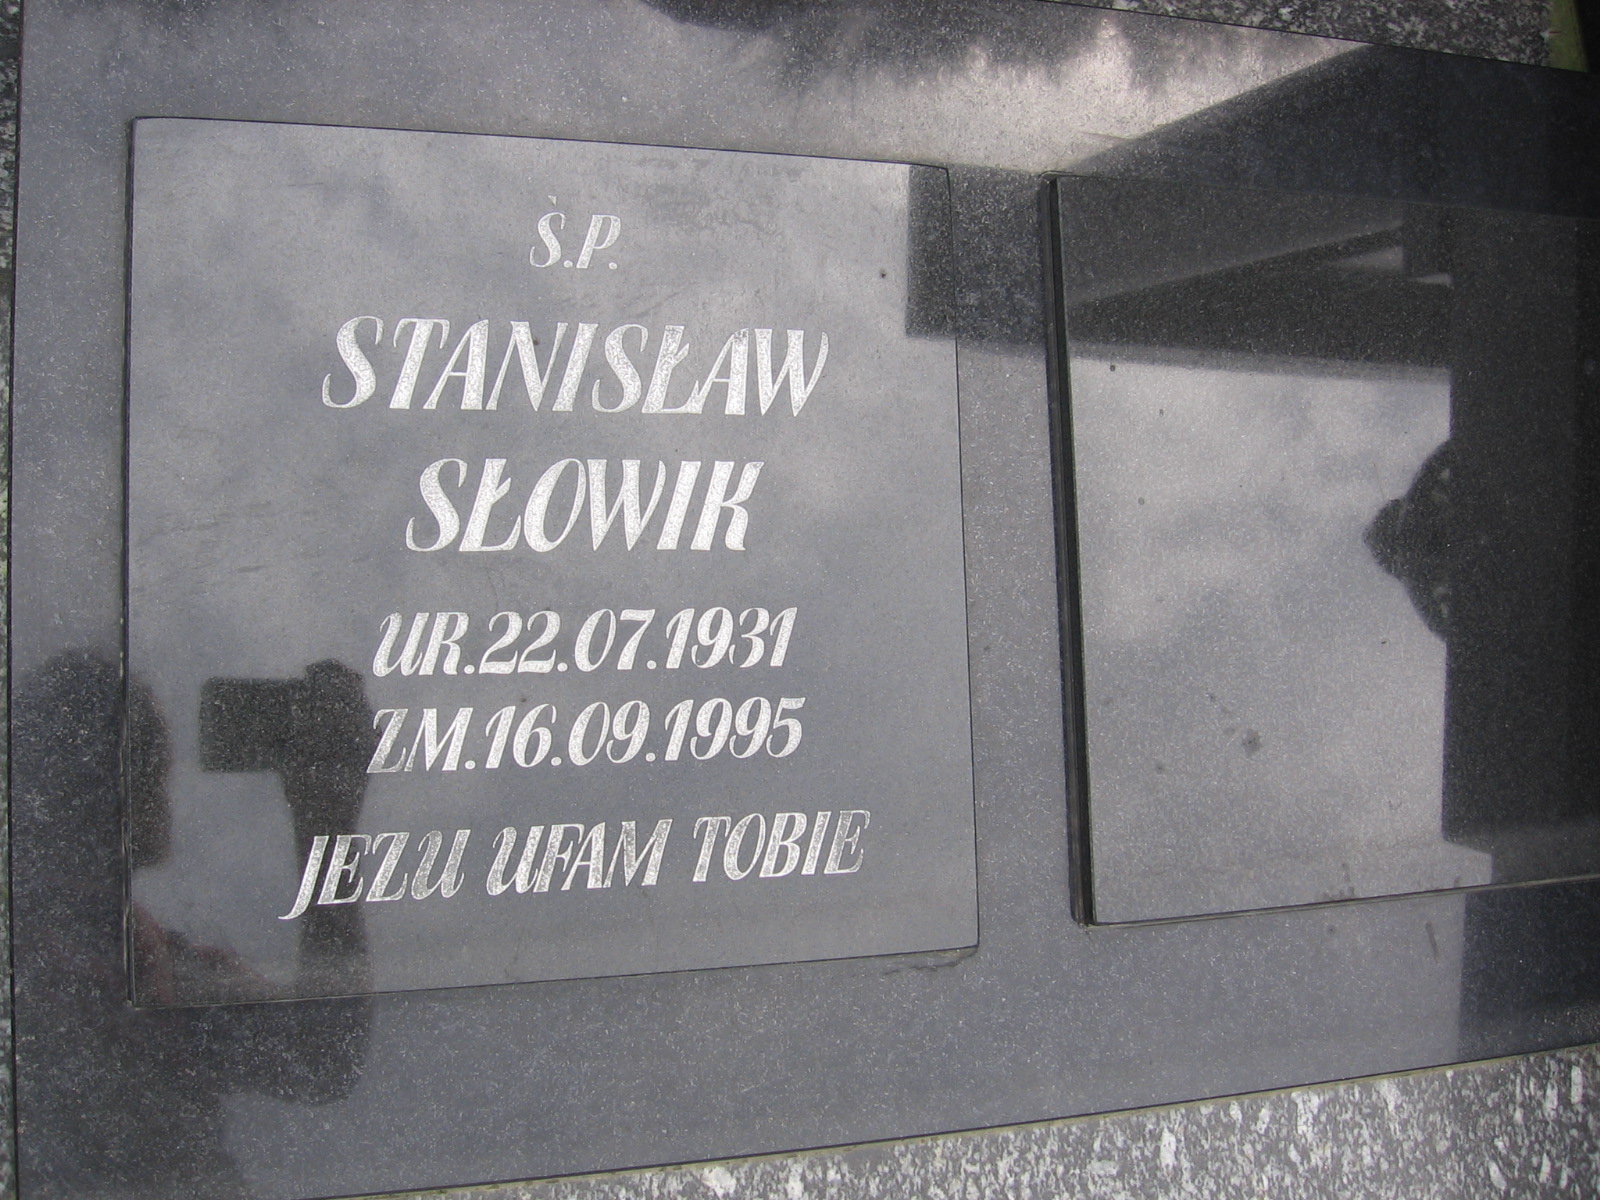 Ś.P.
STANISŁAW
SŁOWIK
UR.22.07.1931
ZM.16.09.1995
JEZU UFAM TOBIE